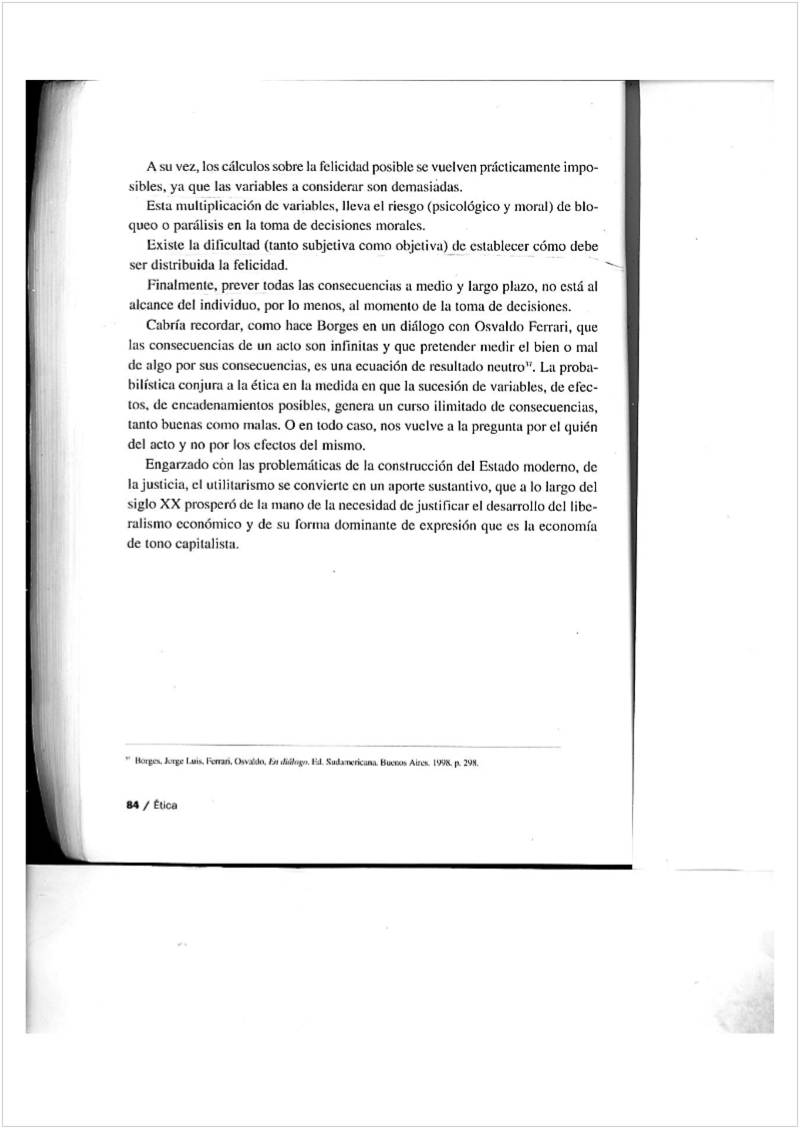 A su vez, los cálculos sobre la felicidad posible se vuelven prácticamente impo-
sibles, ya que las variables a considerar son demasiadas.
Esta multiplicación de variables, lleva el riesgo (psicológico y moral) de blo-
queo o parálisis en la toma de decisiones morales.
Existe la dificultad (tanto subjetiva como objetiva) de establecer cómo debe
ser distribuida la felicidad.
Finalmente, prever todas las consecuencias a medio y largo plazo, no está al
alcance del individuo, por lo menos, al momento de la toma de decisiones.
Cabría recordar, como hace Borges en un diálogo con Osvaldo Ferrari, que
las consecuencias de un acto son infinitas y que pretender medir el bien o mal
de algo por sus consecuencias, es una ecuación de resultado neutro. La proba-
bilística conjura a la ética en la medida en que la sucesión de variables, de efec-
tos, de encadenamientos posibles, genera un curso ilimitado de consecuencias,
tanto buenas como malas. O en todo caso, nos vuelve a la pregunta por el quién
del acto y no por los efectos del mismo.
Engarzado con las problemáticas de la construcción del Estado moderno, de
la justicia, el utilitarismo se convierte en un aporte sustantivo, que a lo largo del
siglo XX prosperó de la mano de la necesidad de justificar el desarrollo del libe-
ralismo económico y de su forma dominante de expresión que es la economía
de tono capitalista.
Borges, Jorge Luis, Ferrari, Osvaldo, En diálogo. Ed. Sudamericana. Buenos Aires. 1998. p. 298.
84 / Ética